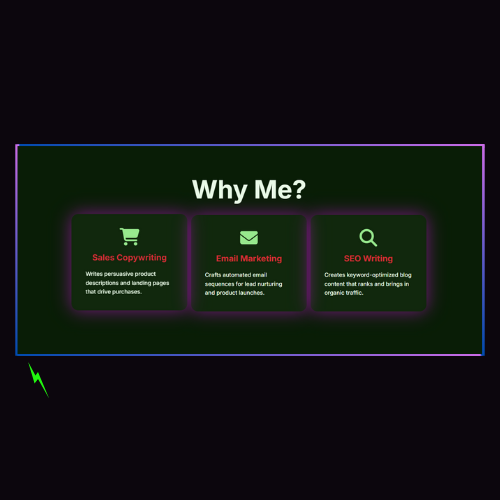 Why Me?
Sales Copywriting
Writes persuasive product
descriptions and landing pages
that drive purchases.
Email Marketing
Crafts automated email
sequences for lead nurturing
and product launches.
SEO Writing
Creates keyword-optimized blog
content that ranks and brings in
organic traffic.